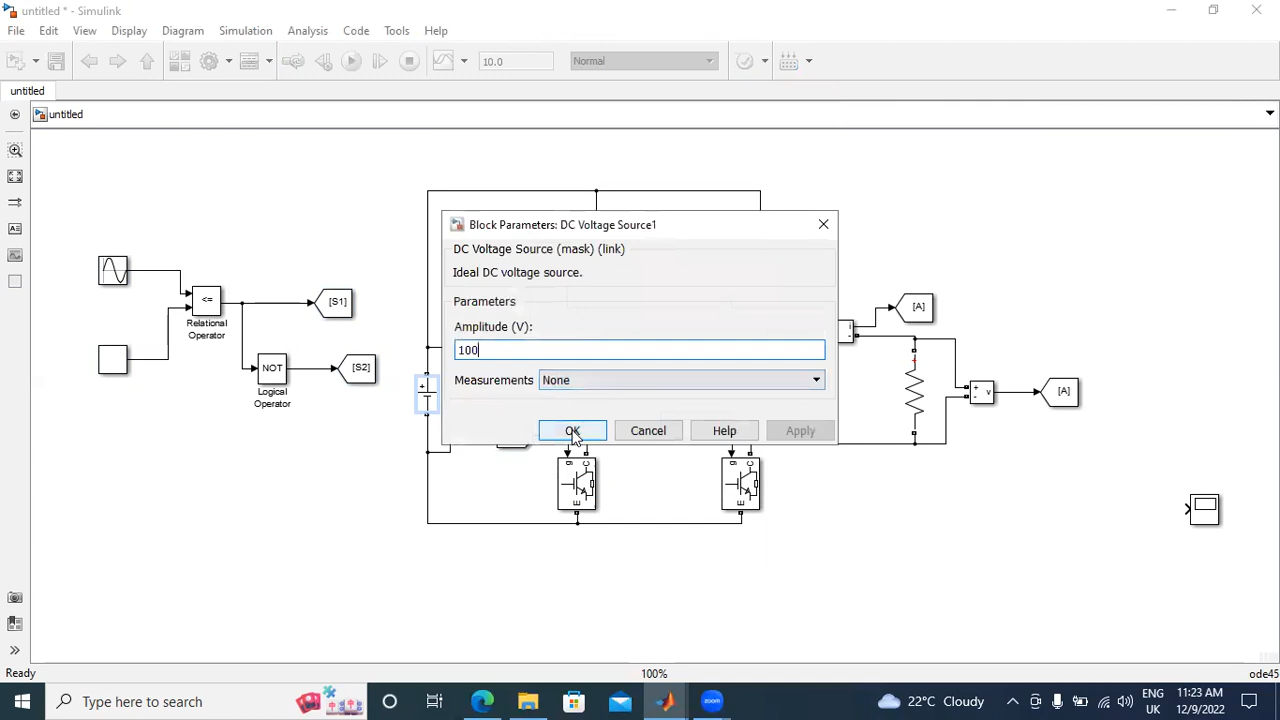 untitled * - Simulink
File Edit View Display Diagram Simulation Analysis Code Tools Help
10.0 Normal
untitled
untitled
Block Parameters: DC Voltage Source1
DC Voltage Source (mask) (link)
Ideal DC voltage source.
Parameters
Amplitude (V):
100
Measurements None
OK Cancel Help Apply
<=
Relational
Operator
[S1]
NOT
Logical
Operator
[S2]
+
g C
E
g C
E
i
-
[A]
+
+
-
v
[A]
Ready 100% ode45
Type here to search
zoom
22°C Cloudy
ENG
UK
11:23 AM
12/9/2022